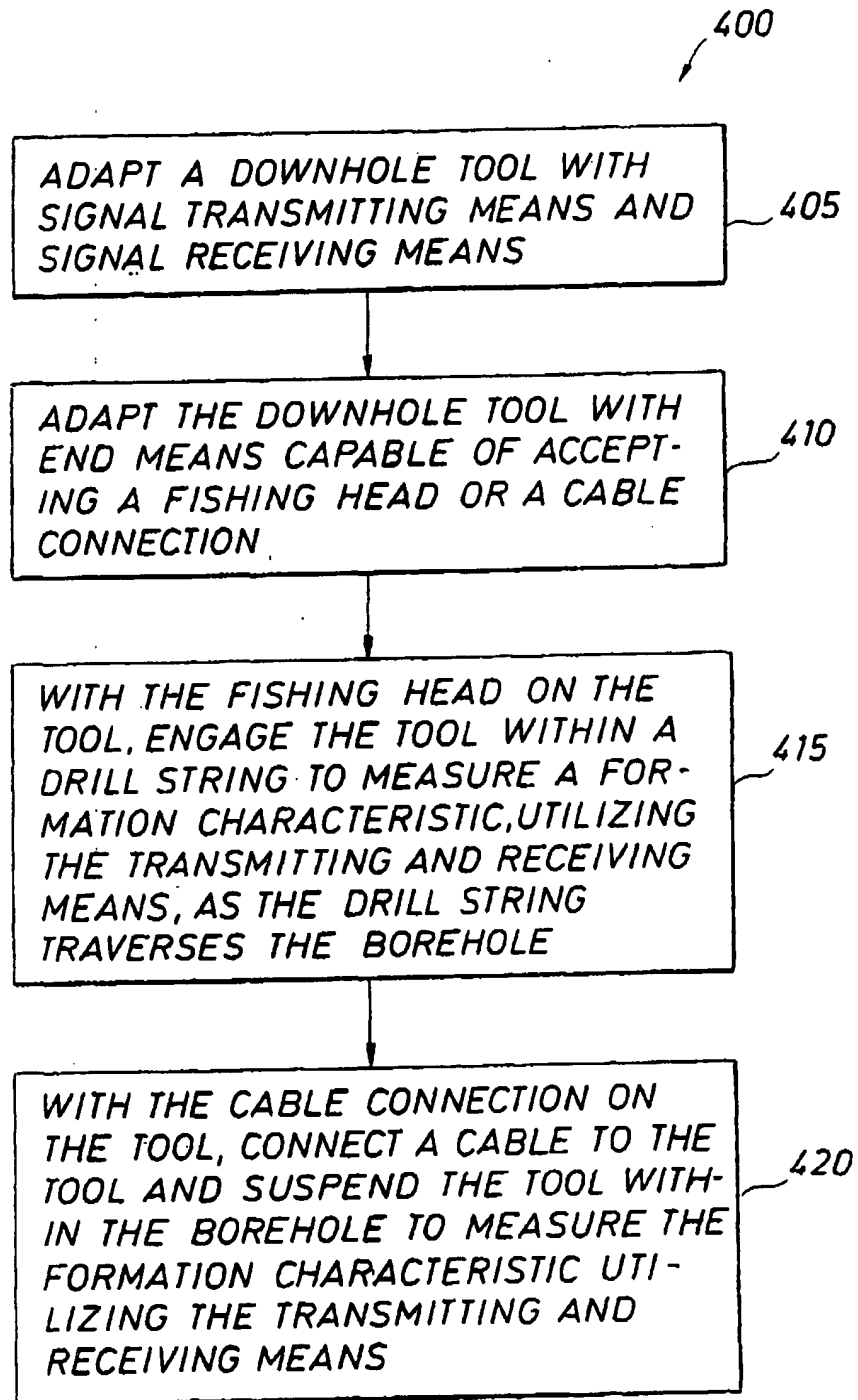 400
ADAPT A DOWNHOLE TOOL WITH
SIGNAL TRANSMITTING MEANS AND
SIGNAL RECEIVING MEANS
405
ADAPT THE DOWNHOLE TOOL WITH
END MEANS CAPABLE OF ACCEPT-
ING A FISHING HEAD OR A CABLE
CONNECTION
410
WITH THE FISHING HEAD ON THE
TOOL, ENGAGE THE TOOL WITHIN A
DRILL STRING TO MEASURE A FOR-
MATION CHARACTERISTIC, UTILIZING
THE TRANSMITTING AND RECEIVING
MEANS, AS THE DRILL STRING
TRAVERSES THE BOREHOLE
415
WITH THE CABLE CONNECTION ON
THE TOOL, CONNECT A CABLE TO THE
TOOL AND SUSPEND THE TOOL WITH-
IN THE BOREHOLE TO MEASURE THE
FORMATION CHARACTERISTIC UTI-
LIZING THE TRANSMITTING AND
RECEIVING MEANS
420